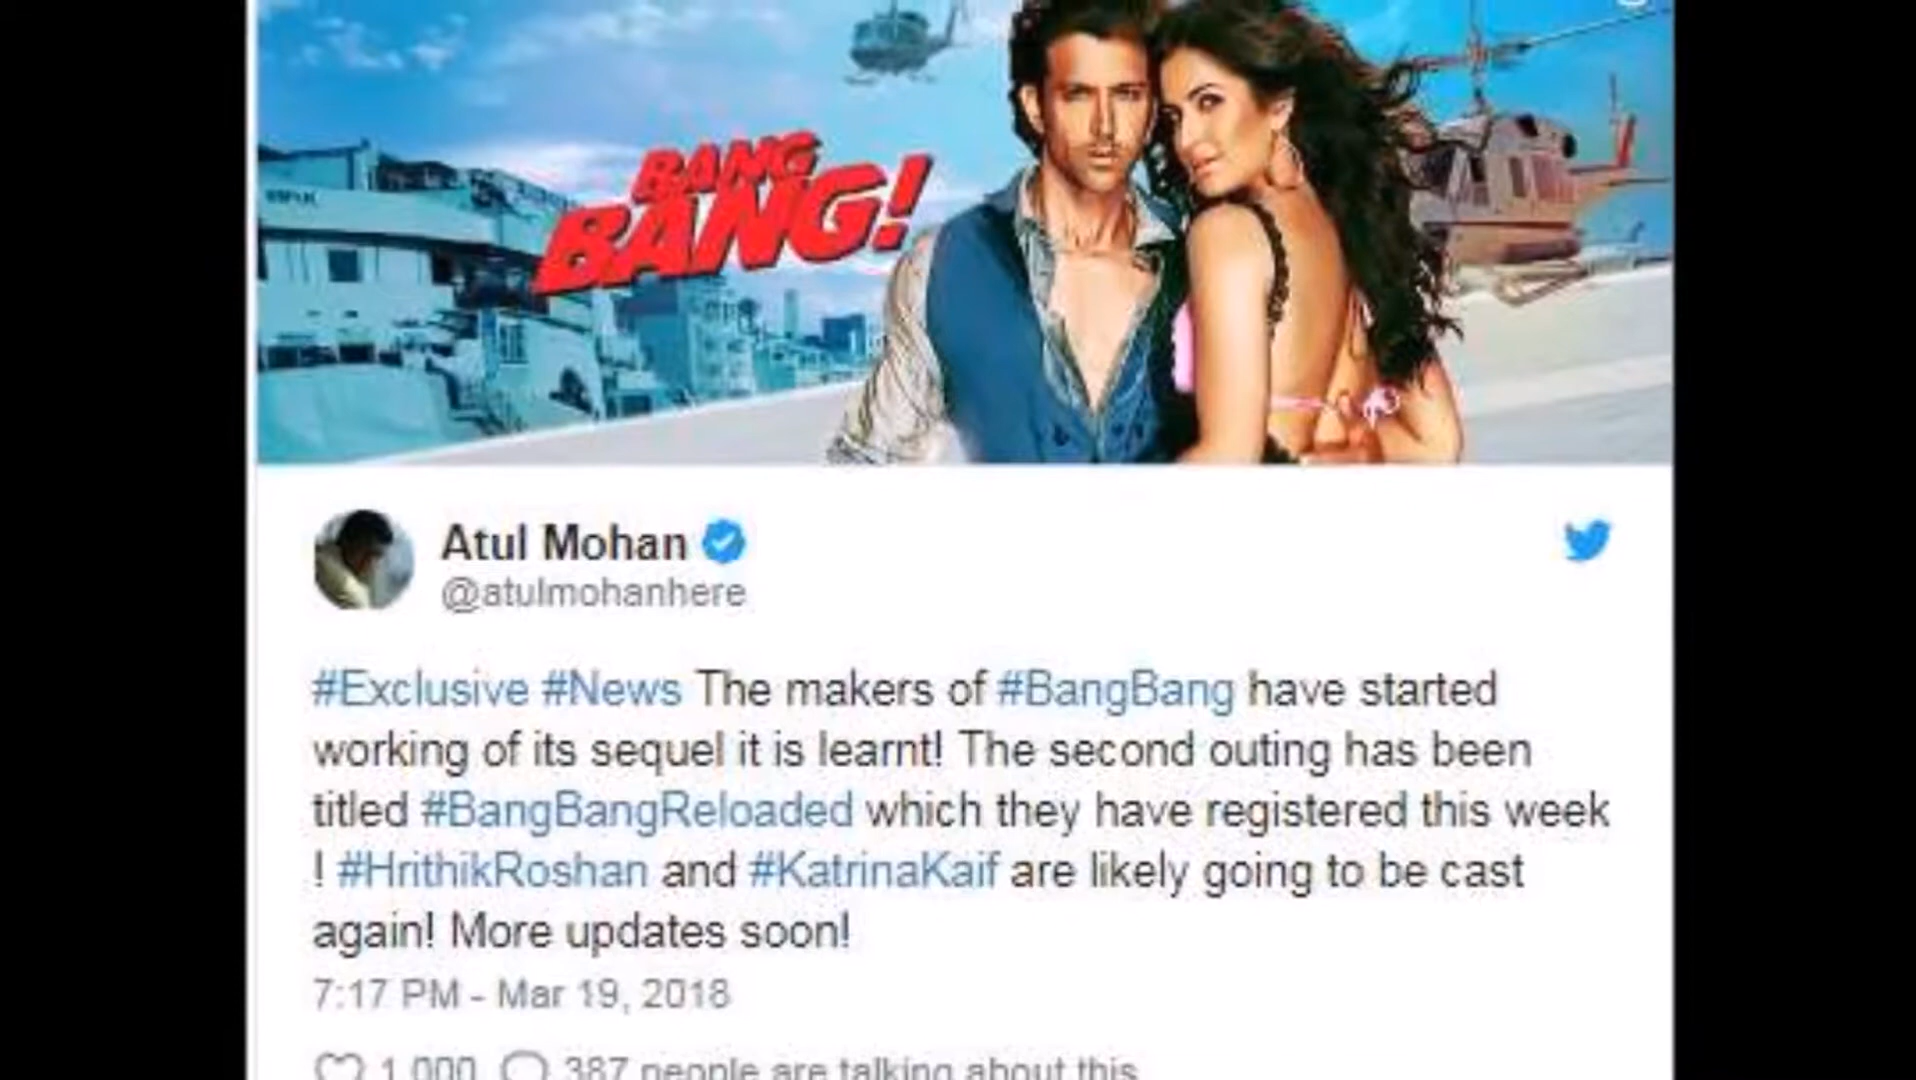 BANG
BANG!
Atul Mohan
@atulmohanhere
#Exclusive #News The makers of #BangBang have started
working of its sequel it is learnt! The second outing has been
titled #BangBangReloaded which they have registered this week
! #HrithikRoshan and #KatrinaKaif are likely going to be cast
again! More updates soon!
7:17 PM - Mar 19, 2018
1,000 387 people are talking about this